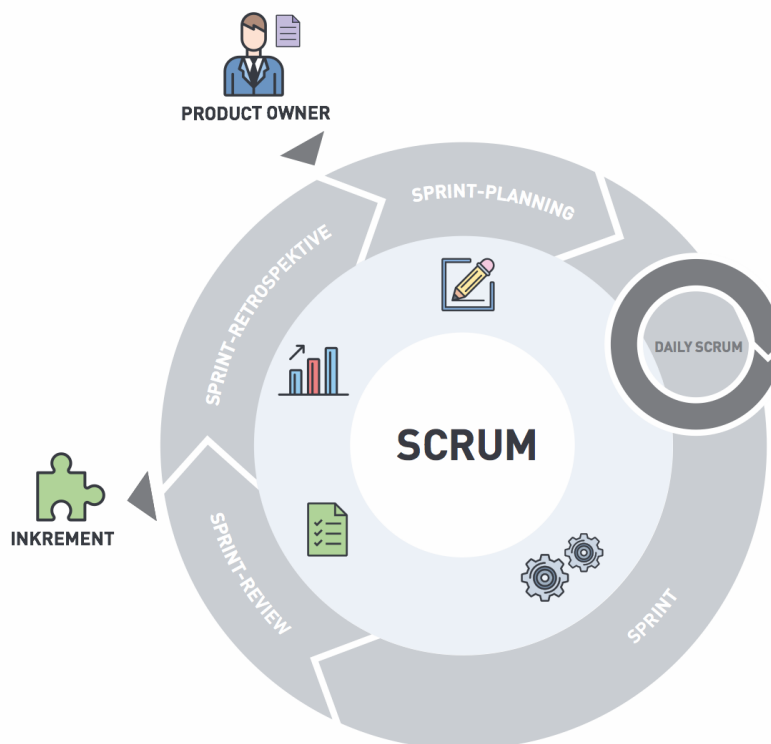 PRODUCT OWNER
SPRINT-PLANNING
SPRINT-RETROSPEKTIVE
DAILY SCRUM
SCRUM
INKREMENT
SPRINT-REVIEW
SPRINT